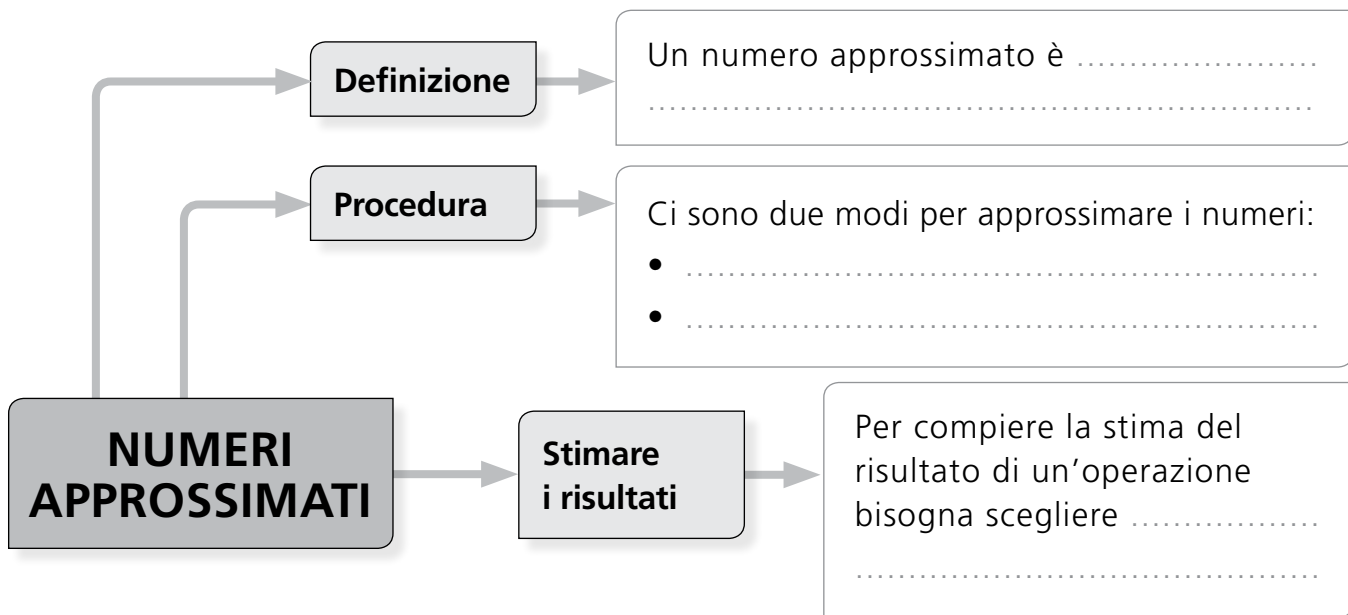 Definizione
Un numero approssimato è ......................
...............................................................
Procedura
Ci sono due modi per approssimare i numeri:
• ............................................................
• ............................................................
NUMERI
APPROSSIMATI
Stimare
i risultati
Per compiere la stima del
risultato di un’operazione
bisogna scegliere ..................
............................................